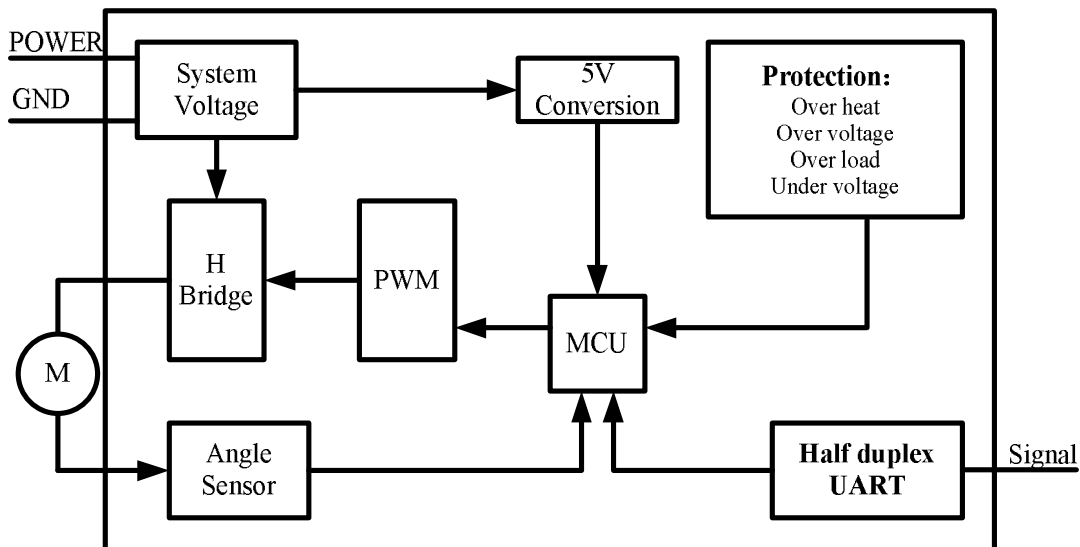 POWER
GND
System
Voltage
5V
Conversion
Protection：
Over heat
Over voltage
Over load
Under voltage
H
Bridge
PWM
MCU
M
Angle
Sensor
Half duplex
UART
Signal